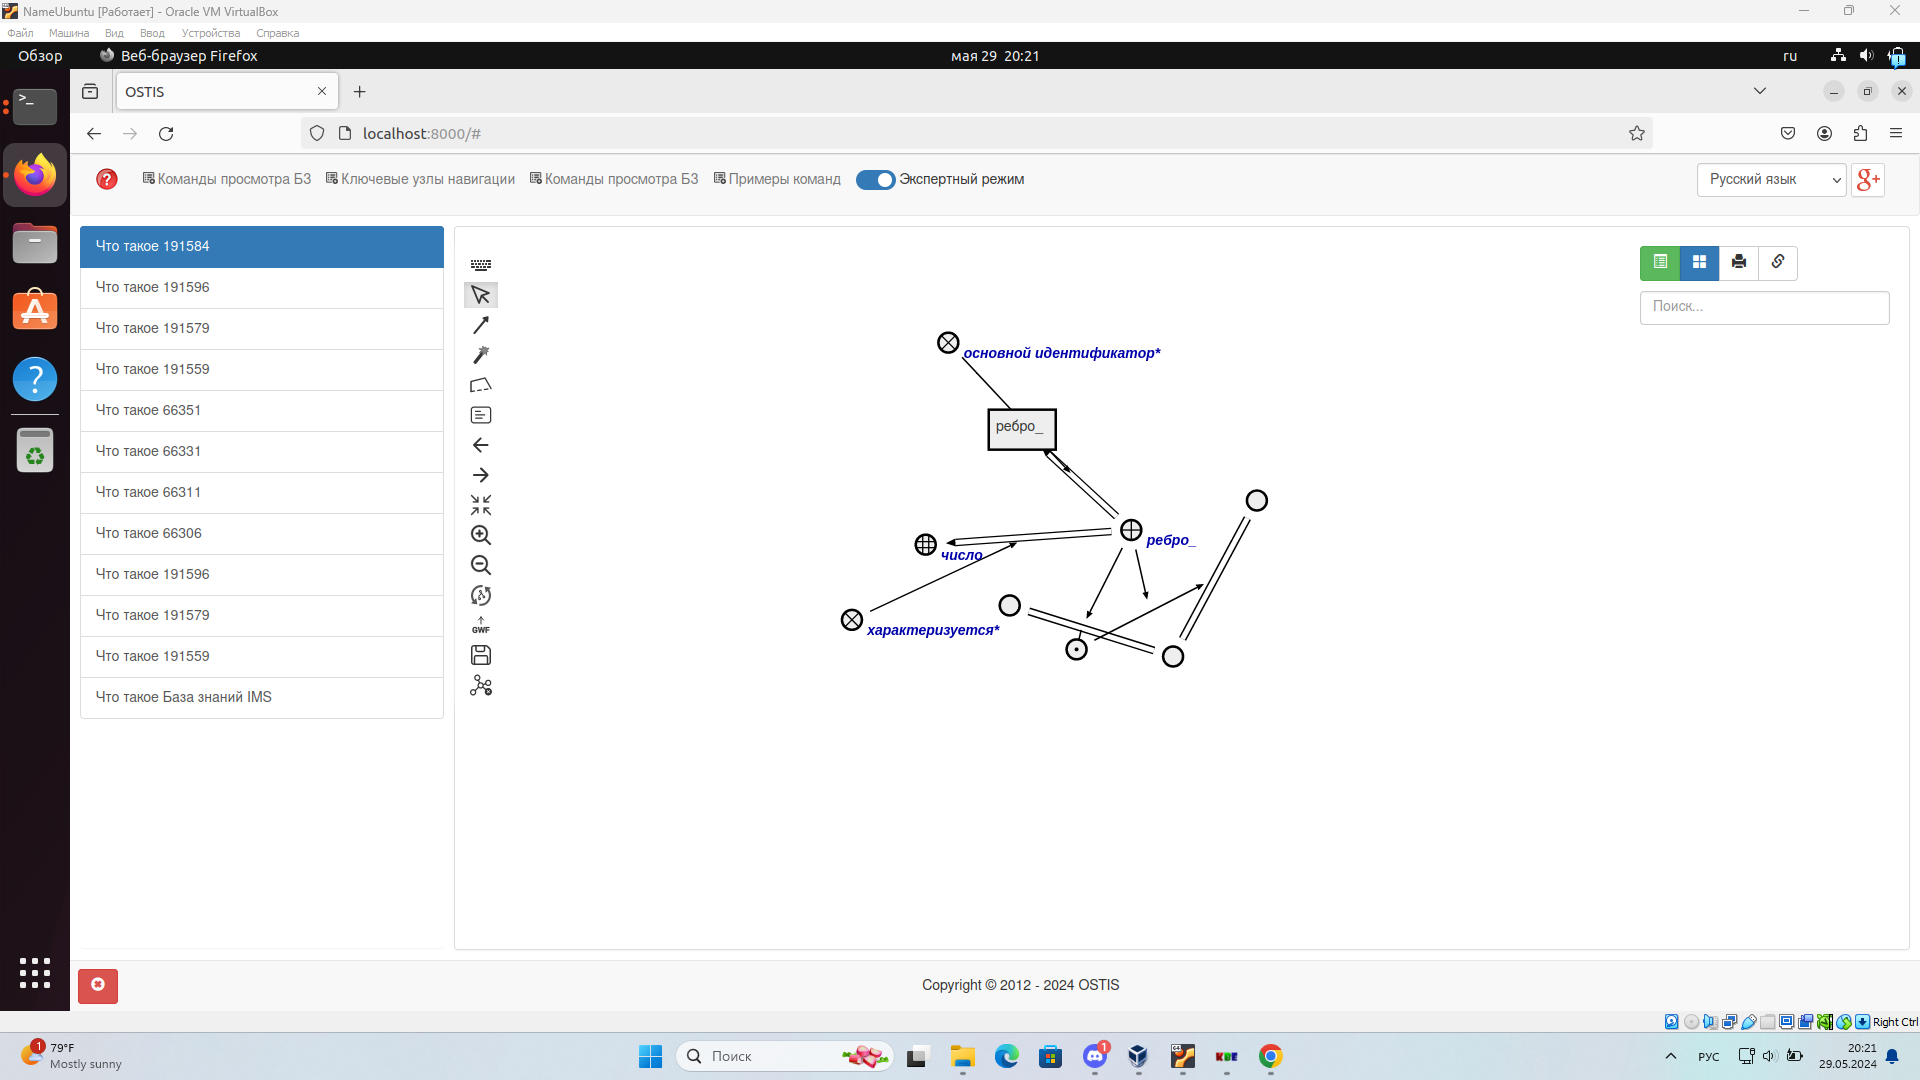 NameUbuntu [Работает] - Oracle VM VirtualBox
Файл Машина Вид Ввод Устройства Справка
Обзор Веб-браузер Firefox мая 29 20:21 ru
OSTIS
localhost:8000/#
Команды просмотра БЗ Ключевые узлы навигации Команды просмотра БЗ Примеры команд Экспертный режим Русский язык g+
Что такое 191584
Что такое 191596
Что такое 191579
Что такое 191559
Что такое 66351
Что такое 66331
Что такое 66311
Что такое 66306
Что такое 191596
Что такое 191579
Что такое 191559
Что такое База знаний IMS
GWF
Поиск...
основной идентификатор*
ребро_
ребро_
число
характеризуется*
Copyright © 2012 - 2024 OSTIS
Right Ctrl
1
79°F
Mostly sunny
Поиск
1
KBE
РУС
20:21
29.05.2024